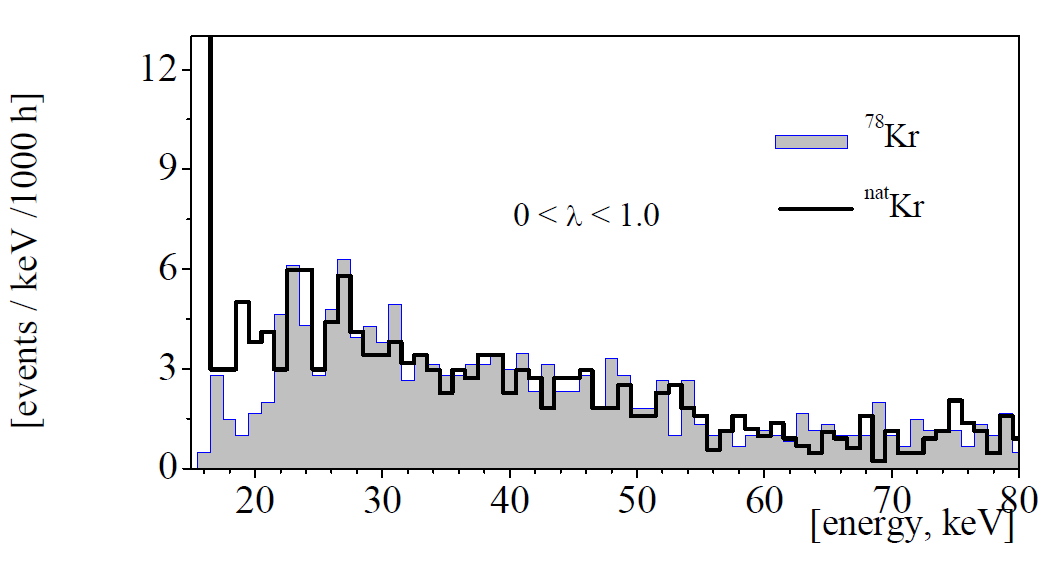 [events / keV /1000 h]
12
9
6
3
0
78Kr
natKr
0 < λ < 1.0
20 30 40 50 60 70 80
[energy, keV]